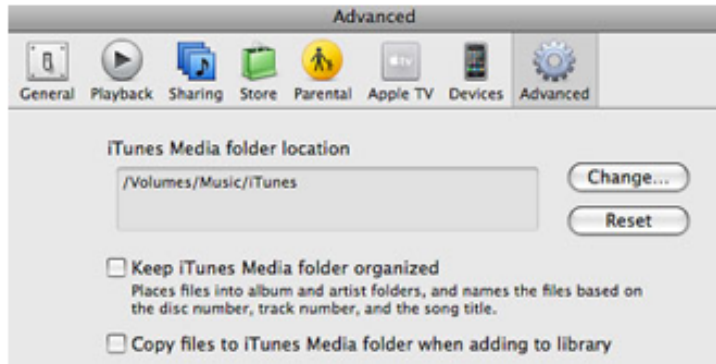 Advanced
General Playback Sharing Store Parental Apple TV Devices Advanced
iTunes Media folder location
/Volumes/Music/iTunes
Change...
Reset
Keep iTunes Media folder organized
Places files into album and artist folders, and names the files based on
the disc number, track number, and the song title.
Copy files to iTunes Media folder when adding to library